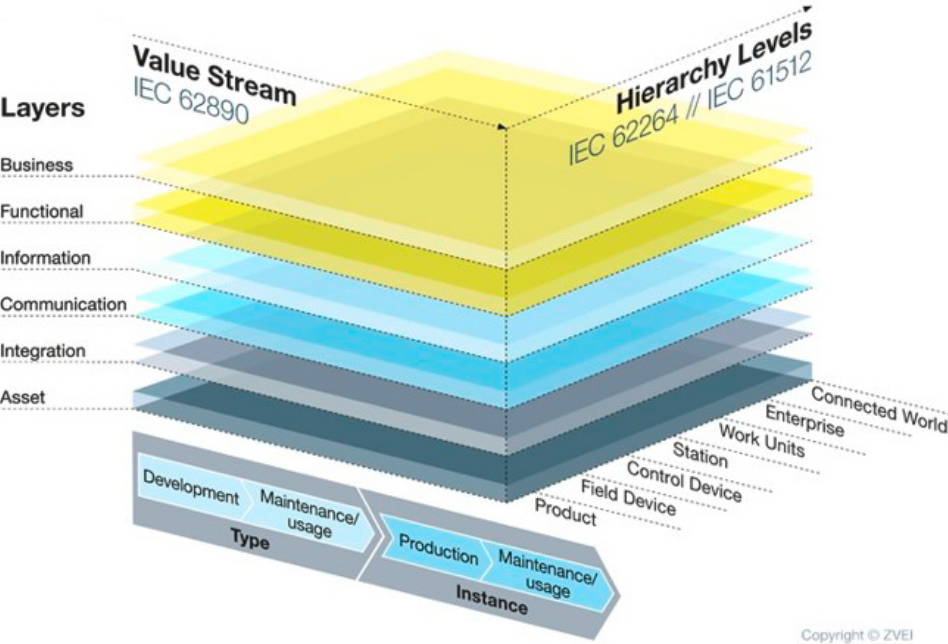 Value Stream
IEC 62890
Hierarchy Levels
IEC 62264 // IEC 61512
Layers
Business
Functional
Information
Communication
Integration
Asset
Connected World
Enterprise
Work Units
Station
Control Device
Field Device
Product
Development
Maintenance/
usage
Type
Production
Maintenance/
usage
Instance
Copyright © ZVEI